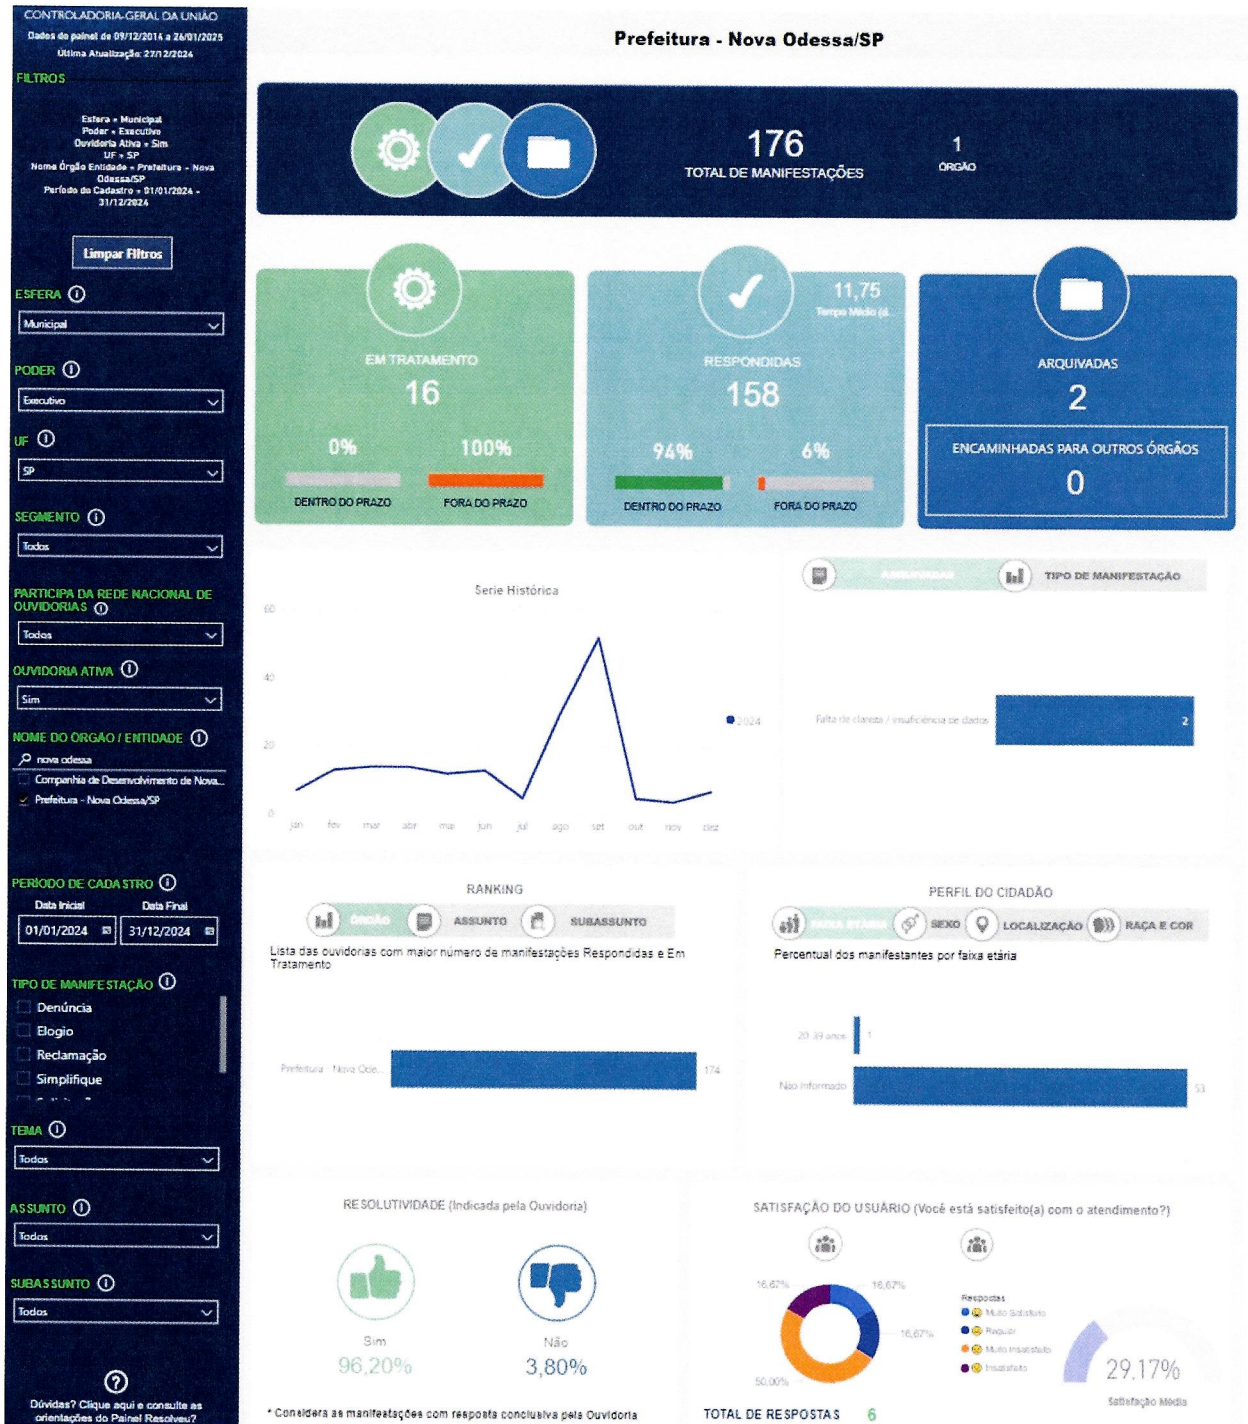 CONTROLADORIA-GERAL DA UNIÃO
Dados do painel de 09/12/2014 a 26/01/2025
Última Atualização: 27/12/2024
FILTROS
Esfera = Municipal
Poder = Executivo
Ouvidoria Ativa = Sim
UF = SP
Nome Órgão Entidade = Prefeitura - Nova
Odessa/SP
Período do Cadastro = 01/01/2024 -
31/12/2024
Limpar Filtros
ESFERA
Municipal
PODER
Executivo
UF
SP
SEGMENTO
Todos
PARTICIPA DA REDE NACIONAL DE
OUVIDORIAS
Todos
OUVIDORIA ATIVA
Sim
NOME DO ÓRGÃO / ENTIDADE
nova odessa
Companhia de Desenvolvimento de Nova...
Prefeitura - Nova Odessa/SP
PERÍODO DE CADASTRO
Data Inicial Data Final
01/01/2024 31/12/2024
TIPO DE MANIFESTAÇÃO
Denúncia
Elogio
Reclamação
Simplifique
TEMA
Todos
ASSUNTO
Todos
SUBASSUNTO
Todos
Dúvidas? Clique aqui e consulte as
orientações do Painel Resolveu?
Prefeitura - Nova Odessa/SP
176
TOTAL DE MANIFESTAÇÕES
1
ÓRGÃO
EM TRATAMENTO
16
0% 100%
DENTRO DO PRAZO FORA DO PRAZO
11,75
Tempo Médio (d...
RESPONDIDAS
158
94% 6%
DENTRO DO PRAZO FORA DO PRAZO
ARQUIVADAS
2
ENCAMINHADAS PARA OUTROS ÓRGÃOS
0
Serie Histórica
60
40
20
0
jan fev mar abr mai jun jul ago set out nov dez
2024
ARQUIVADAS TIPO DE MANIFESTAÇÃO
Falta de clareza / insuficiência de dados 2
RANKING
ÓRGÃO ASSUNTO SUBASSUNTO
Lista das ouvidorias com maior número de manifestações Respondidas e Em
Tratamento
Prefeitura - Nova Ode... 174
PERFIL DO CIDADÃO
FAIXA ETÁRIA SEXO LOCALIZAÇÃO RAÇA E COR
Percentual dos manifestantes por faixa etária
20-39 anos 1
Não Informado 53
RESOLUTIVIDADE (Indicada pela Ouvidoria)
Sim Não
96,20% 3,80%
* Considera as manifestações com resposta conclusiva pela Ouvidoria
SATISFAÇÃO DO USUÁRIO (Você está satisfeito(a) com o atendimento?)
16,67% 16,67%
16,67%
50,00%
Respostas
Muito Satisfeito
Regular
Muito Insatisfeito
Insatisfeito
29,17%
Satisfação Média
TOTAL DE RESPOSTAS 6